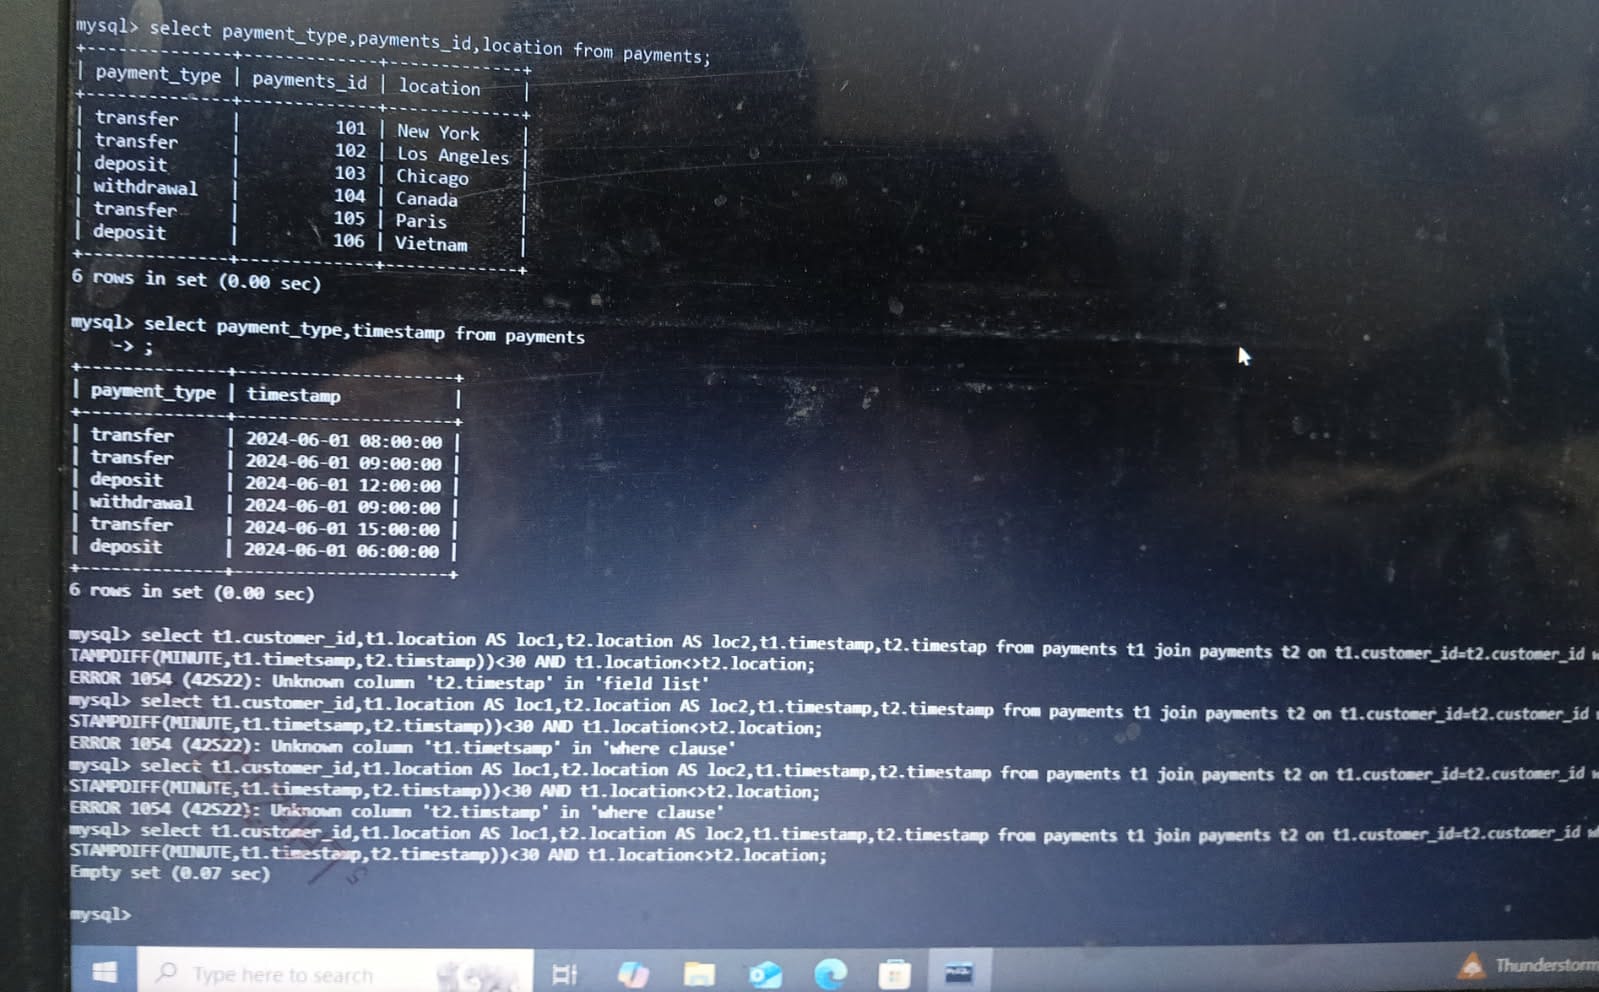 mysql> select payment_type,payments_id,location from payments;
+--------------+-------------+-------------+
| payment_type | payments_id | location    |
+--------------+-------------+-------------+
| transfer     |         101 | New York    |
| transfer     |         102 | Los Angeles |
| deposit      |         103 | Chicago     |
| withdrawal   |         104 | Canada      |
| transfer     |         105 | Paris       |
| deposit      |         106 | Vietnam     |
+--------------+-------------+-------------+
6 rows in set (0.00 sec)
mysql> select payment_type,timestamp from payments
    -> ;
+--------------+---------------------+
| payment_type | timestamp           |
+--------------+---------------------+
| transfer     | 2024-06-01 08:00:00 |
| transfer     | 2024-06-01 09:00:00 |
| deposit      | 2024-06-01 12:00:00 |
| withdrawal   | 2024-06-01 09:00:00 |
| transfer     | 2024-06-01 15:00:00 |
| deposit      | 2024-06-01 06:00:00 |
+--------------+---------------------+
6 rows in set (0.00 sec)
mysql> select t1.customer_id,t1.location AS loc1,t2.location AS loc2,t1.timestamp,t2.timestap from payments t1 join payments t2 on t1.customer_id=t2.customer_id
TAMPDIFF(MINUTE,t1.timetsamp,t2.timstamp))<30 AND t1.location<>t2.location;
ERROR 1054 (42S22): Unknown column 't2.timestap' in 'field list'
mysql> select t1.customer_id,t1.location AS loc1,t2.location AS loc2,t1.timestamp,t2.timestamp from payments t1 join payments t2 on t1.customer_id=t2.customer_id
STAMPDIFF(MINUTE,t1.timetsamp,t2.timstamp))<30 AND t1.location<>t2.location;
ERROR 1054 (42S22): Unknown column 't1.timetsamp' in 'where clause'
mysql> select t1.customer_id,t1.location AS loc1,t2.location AS loc2,t1.timestamp,t2.timestamp from payments t1 join payments t2 on t1.customer_id=t2.customer_id
STAMPDIFF(MINUTE,t1.timestamp,t2.timstamp))<30 AND t1.location<>t2.location;
ERROR 1054 (42S22): Unknown column 't2.timstamp' in 'where clause'
mysql> select t1.customer_id,t1.location AS loc1,t2.location AS loc2,t1.timestamp,t2.timestamp from payments t1 join payments t2 on t1.customer_id=t2.customer_id
STAMPDIFF(MINUTE,t1.timestamp,t2.timestamp))<30 AND t1.location<>t2.location;
Empty set (0.07 sec)
mysql>
Type here to search
Thunderstorm